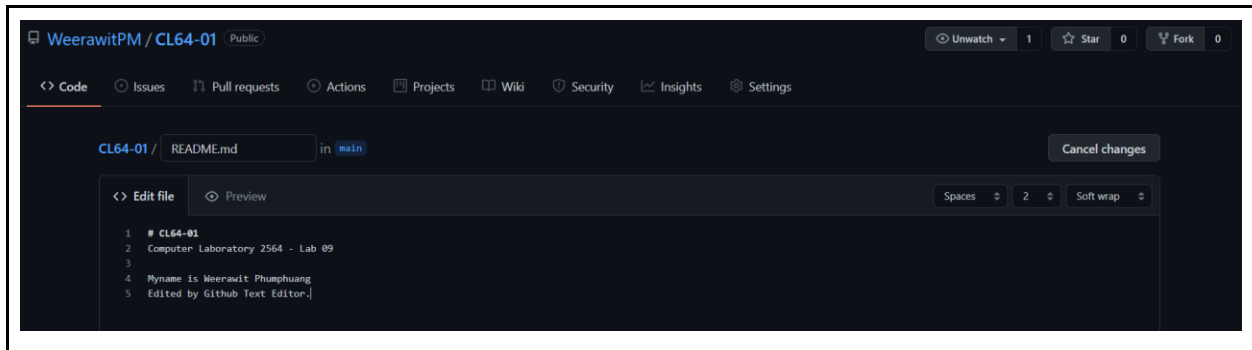 WeerawitPM / CL64-01 Public Unwatch 1 Star 0 Fork 0
<> Code Issues Pull requests Actions Projects Wiki Security Insights Settings
CL64-01 / README.md in main Cancel changes
<> Edit file Preview Spaces 2 Soft wrap
1 # CL64-01
2 Computer Laboratory 2564 - Lab 09
3
4 Myname is Weerawit Phumphuang
5 Edited by Github Text Editor.